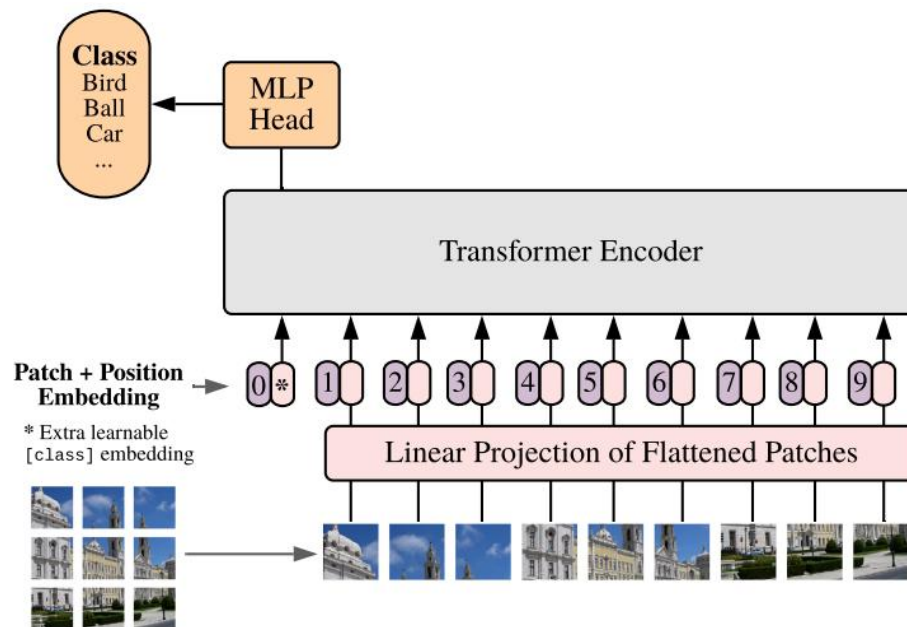 Class
Bird
Ball
Car
...
MLP
Head
Transformer Encoder
Patch + Position
Embedding
0 * 1 2 3 4 5 6 7 8 9
* Extra learnable
[class] embedding
Linear Projection of Flattened Patches